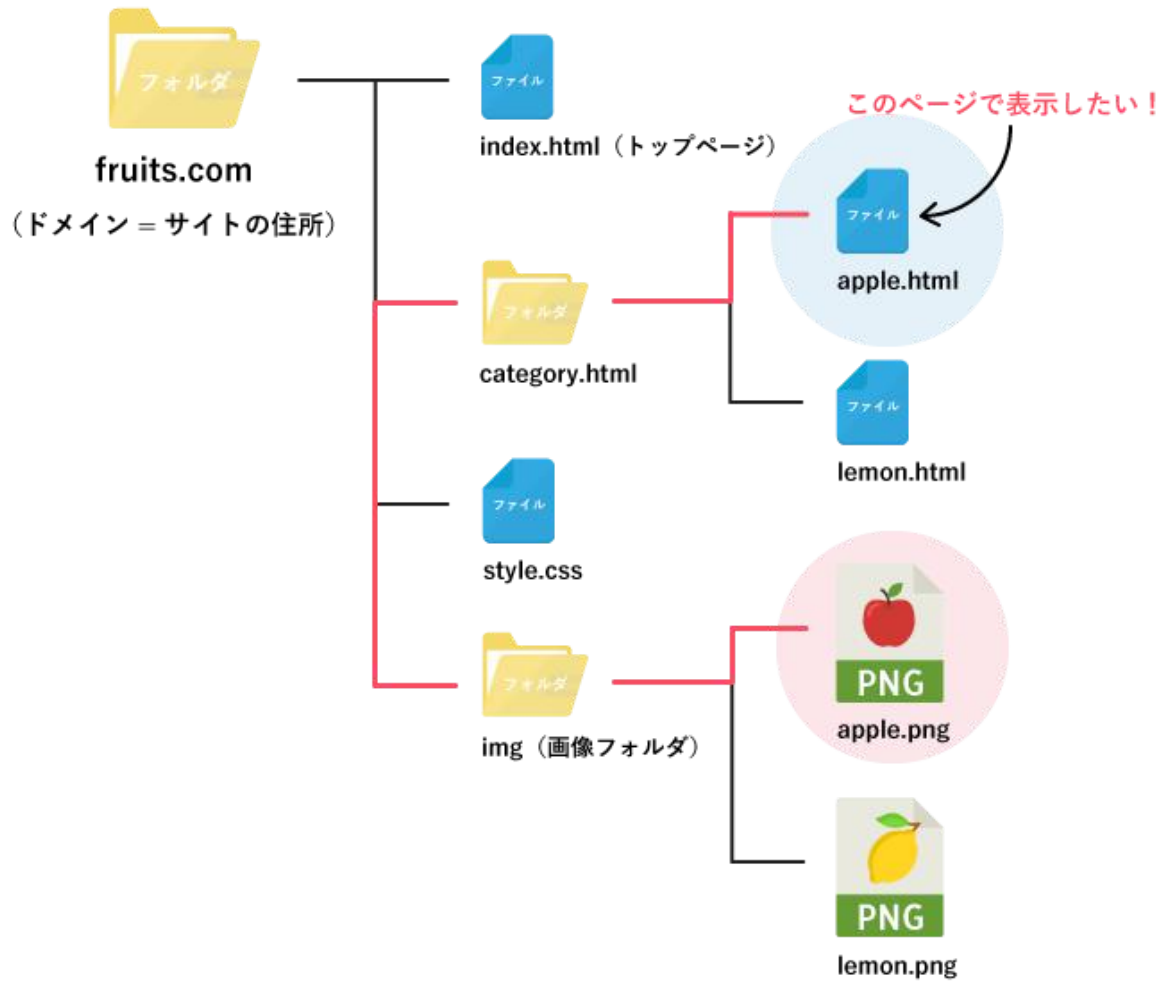 フォルダ
fruits.com
（ドメイン = サイトの住所）
ファイル
index.html（トップページ）
このページで表示したい！
ファイル
apple.html
フォルダ
category.html
ファイル
lemon.html
ファイル
style.css
フォルダ
img（画像フォルダ）
PNG
apple.png
PNG
lemon.png